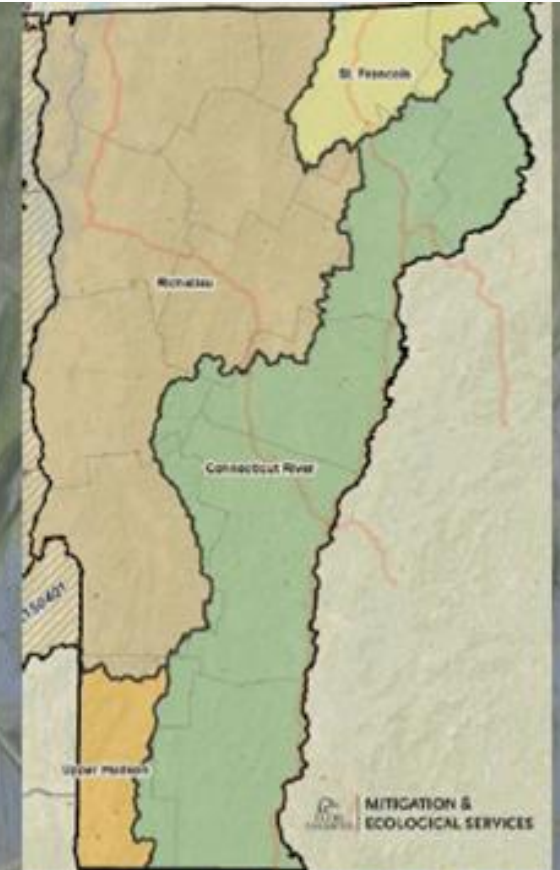 St. Francois
Richelieu
Connecticut River
Upper Hudson
MITIGATION &
ECOLOGICAL SERVICES